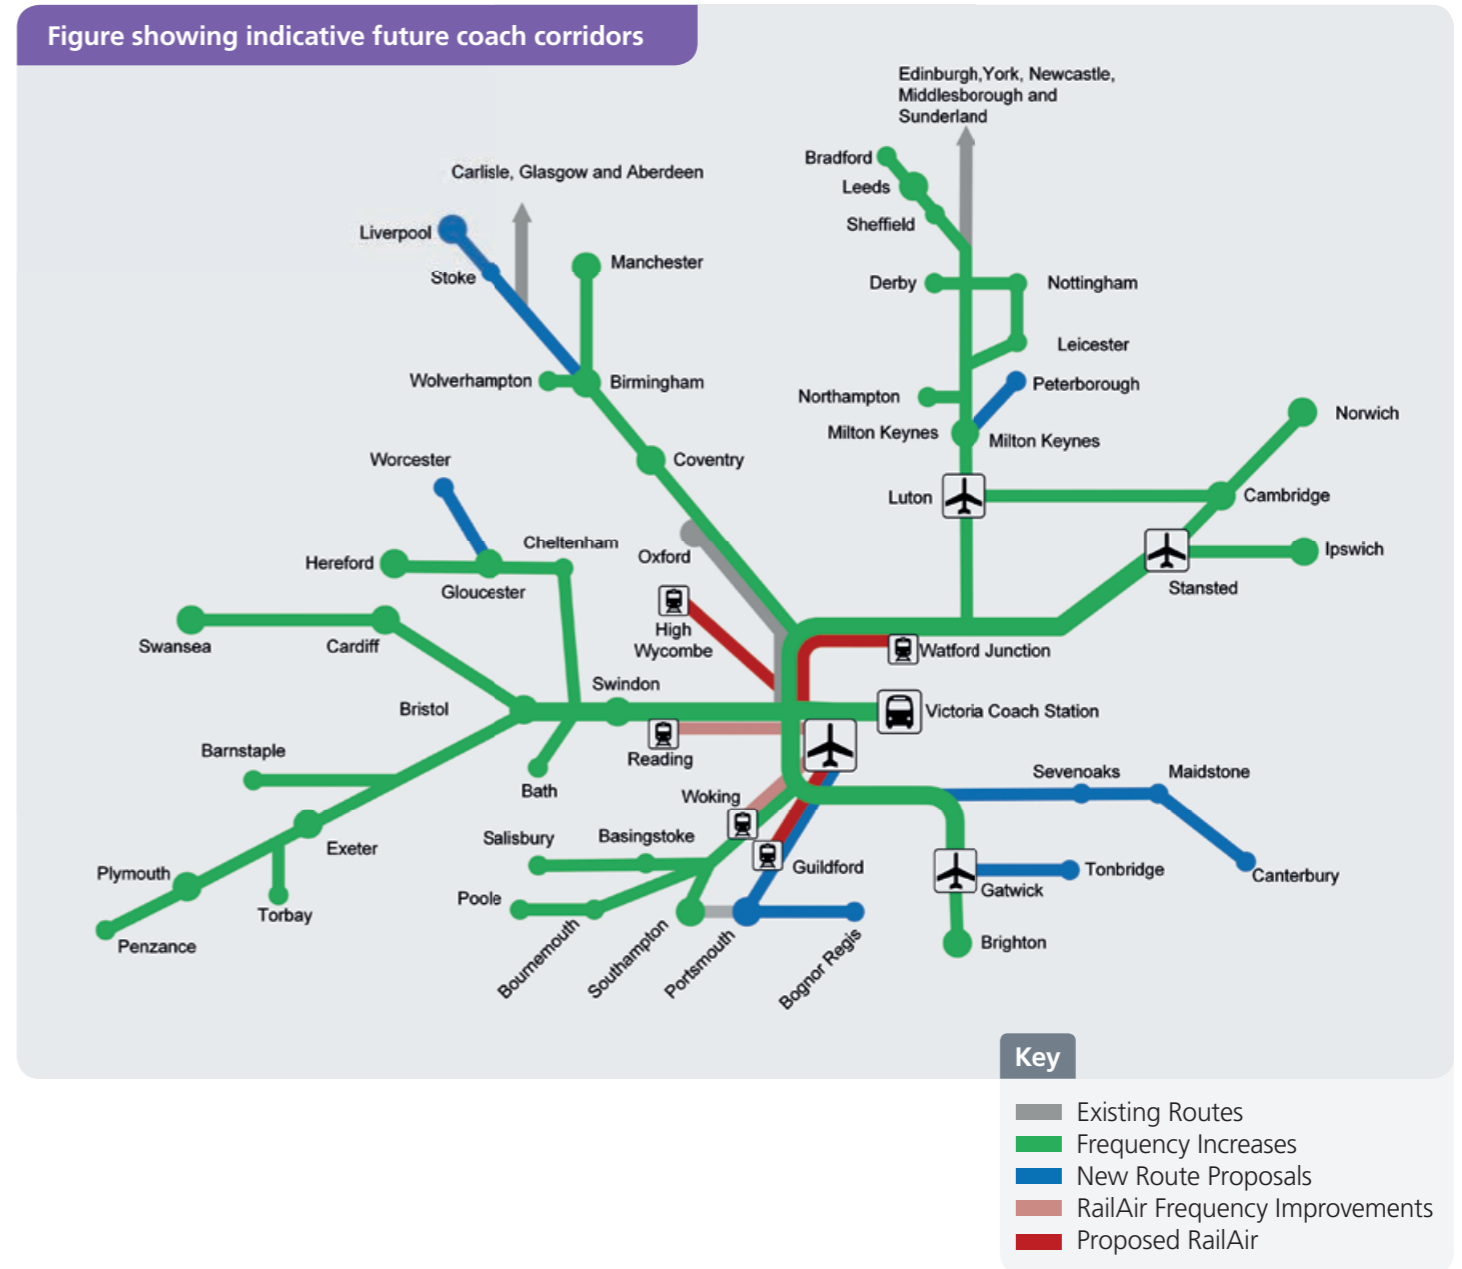 Figure showing indicative future coach corridors
Edinburgh,York, Newcastle,
Middlesborough and
Sunderland
Bradford
Carlisle, Glasgow and Aberdeen
Leeds
Sheffield
Liverpool
Stoke
Manchester
Derby
Nottingham
Leicester
Wolverhampton
Birmingham
Northampton
Peterborough
Norwich
Milton Keynes
Milton Keynes
Worcester
Coventry
Luton
Cambridge
Cheltenham
Oxford
Ipswich
Hereford
Gloucester
Stansted
High
Wycombe
Swansea
Cardiff
Watford Junction
Swindon
Bristol
Victoria Coach Station
Barnstaple
Reading
Bath
Woking
Sevenoaks
Maidstone
Salisbury
Basingstoke
Exeter
Guildford
Plymouth
Tonbridge
Canterbury
Gatwick
Poole
Torbay
Penzance
Bournemouth
Southampton
Portsmouth
Bognor Regis
Brighton
Key
Existing Routes
Frequency Increases
New Route Proposals
RailAir Frequency Improvements
Proposed RailAir